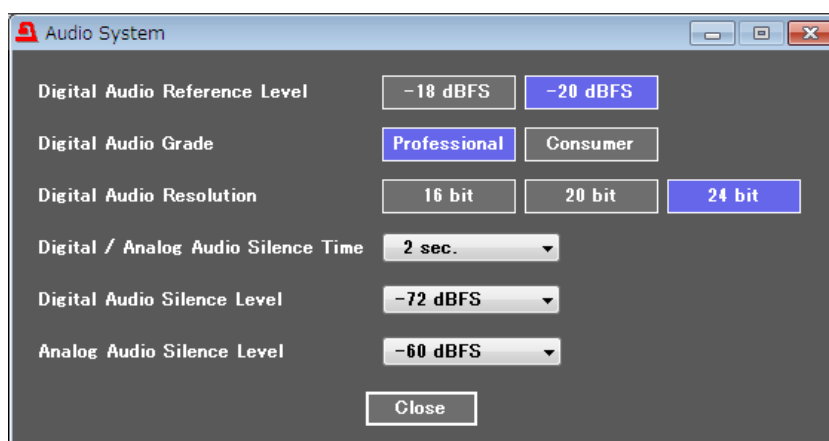 Audio System
Digital Audio Reference Level -18 dBFS -20 dBFS
Digital Audio Grade Professional Consumer
Digital Audio Resolution 16 bit 20 bit 24 bit
Digital / Analog Audio Silence Time 2 sec.
Digital Audio Silence Level -72 dBFS
Analog Audio Silence Level -60 dBFS
Close